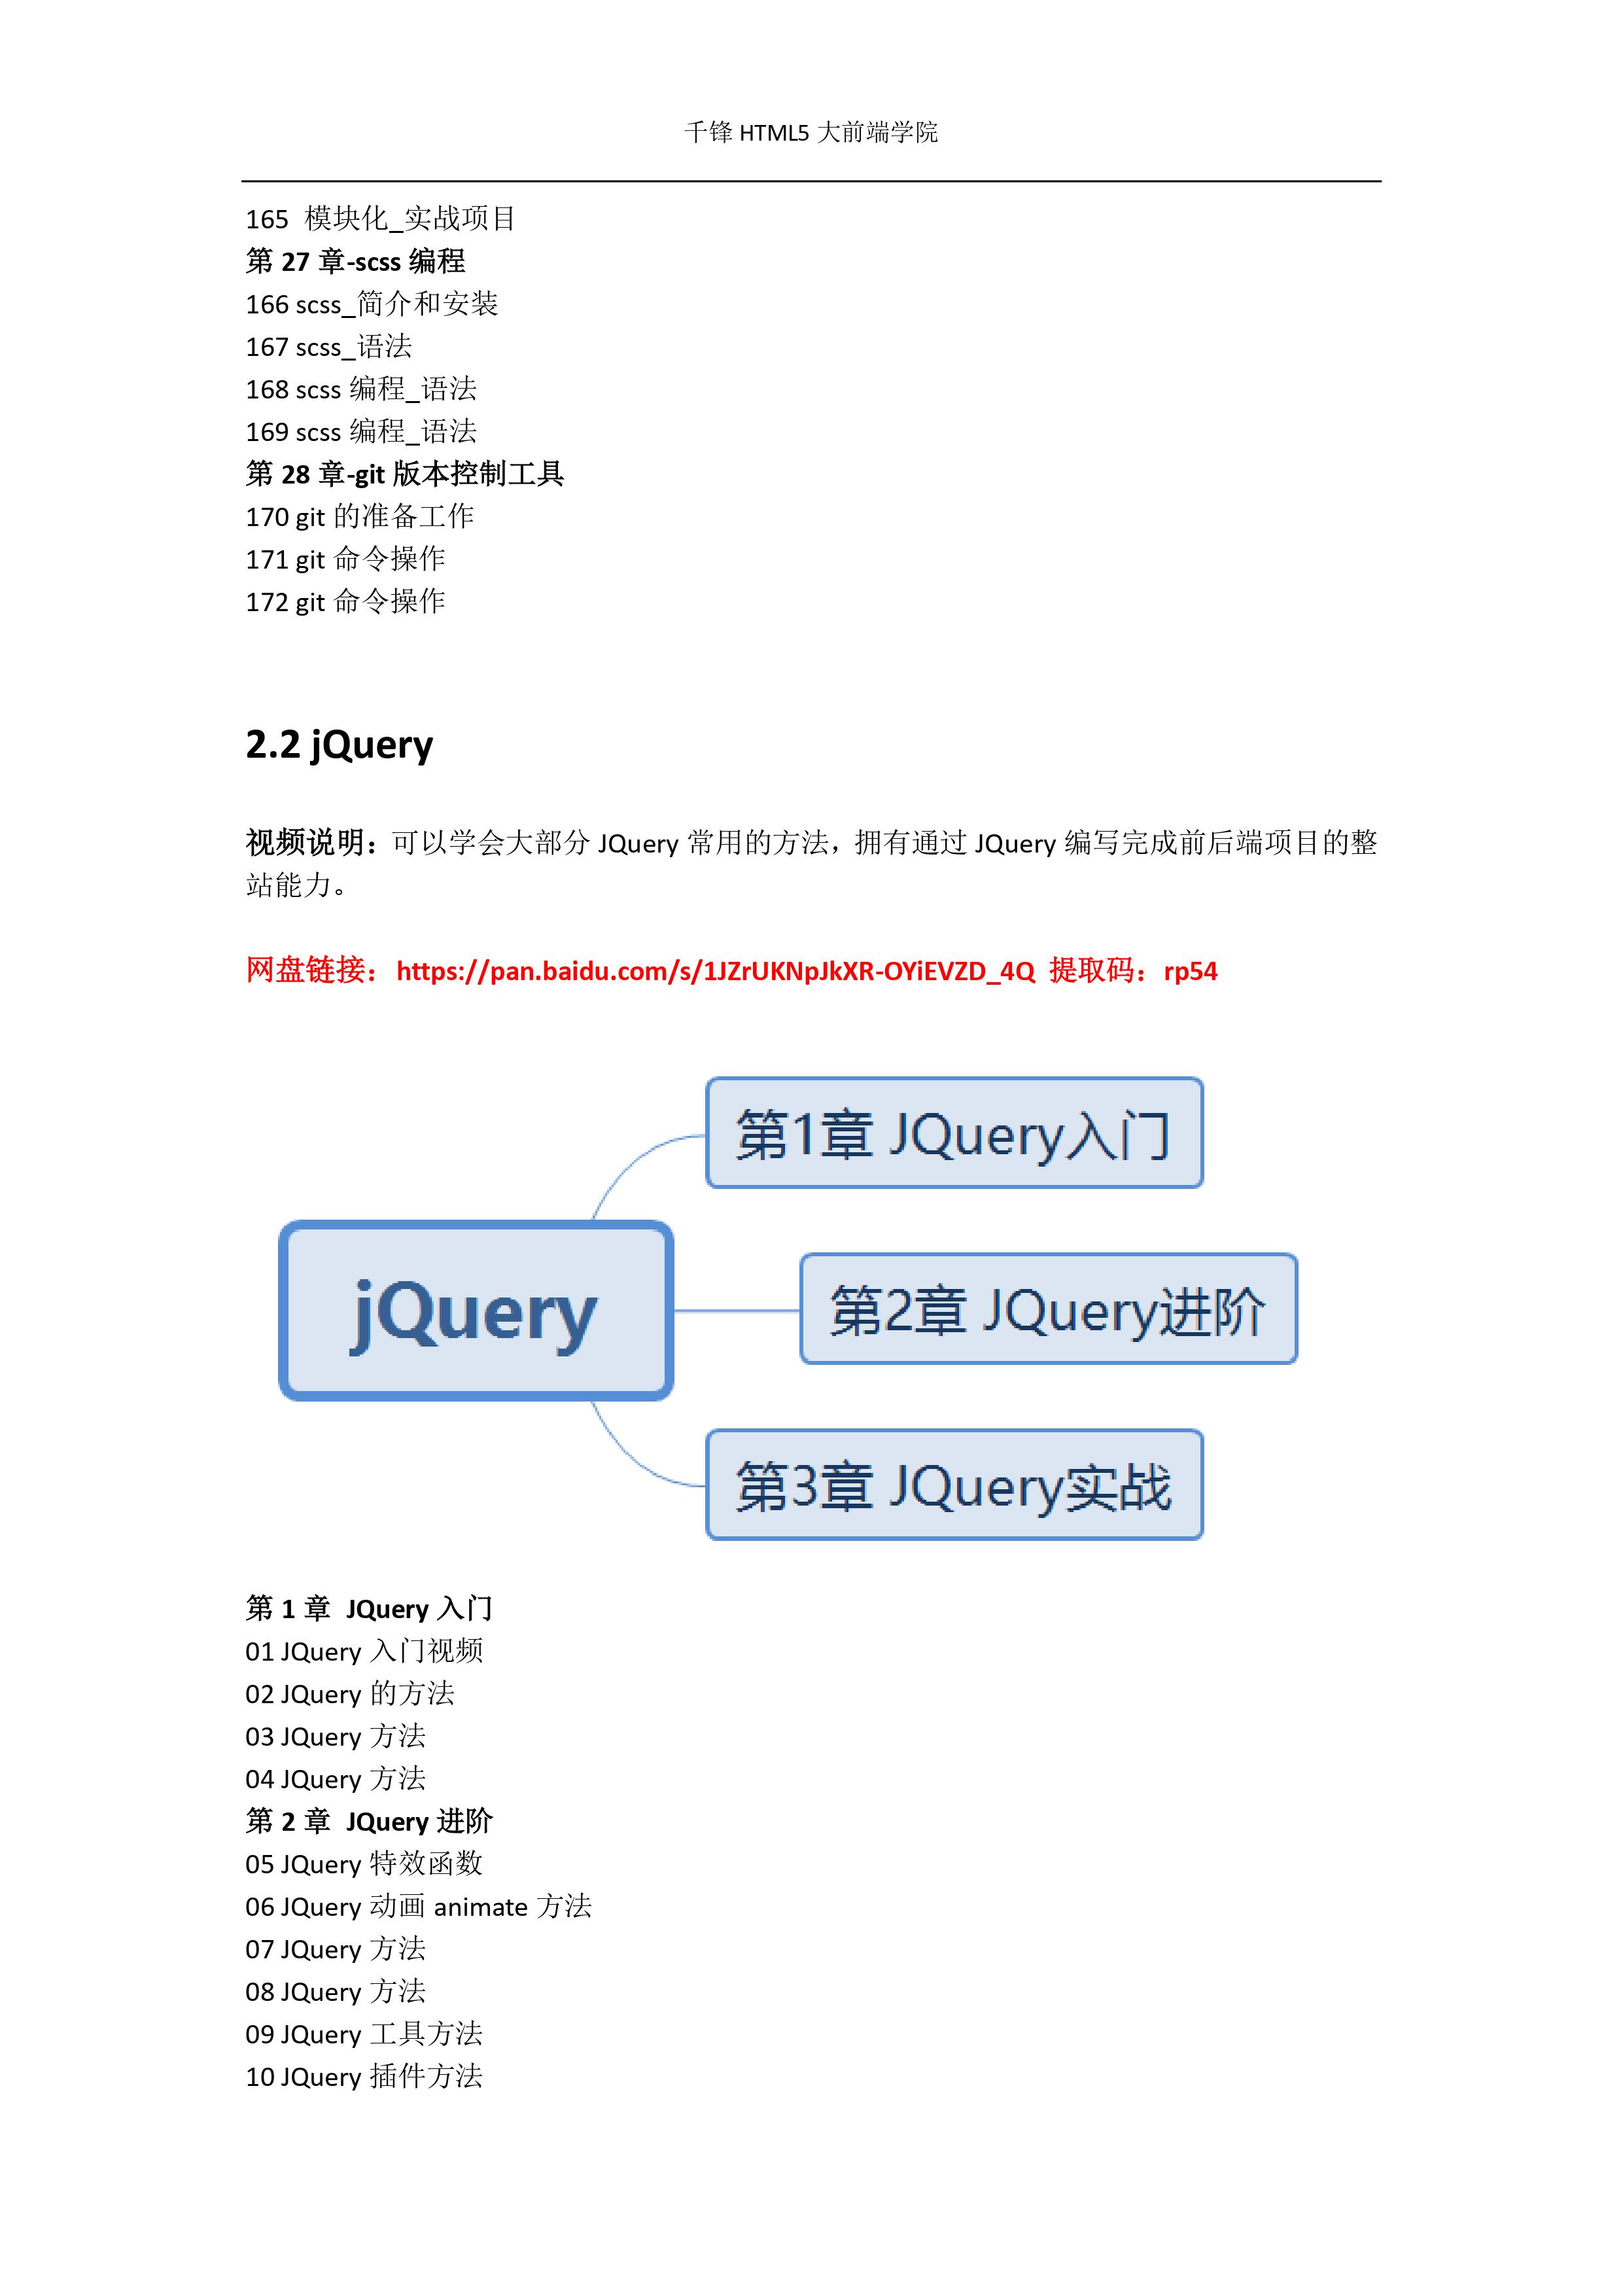 千锋 HTML5 大前端学院
165  模块化_实战项目
第 27 章-scss 编程
166 scss_简介和安装
167 scss_语法
168 scss 编程_语法
169 scss 编程_语法
第 28 章-git 版本控制工具
170 git 的准备工作
171 git 命令操作
172 git 命令操作
2.2 jQuery
视频说明：可以学会大部分 JQuery 常用的方法，拥有通过 JQuery 编写完成前后端项目的整
站能力。
网盘链接：https://pan.baidu.com/s/1JZrUKNpJkXR-OYiEVZD_4Q  提取码：rp54
第1章 JQuery入门
jQuery
第2章 JQuery进阶
第3章 JQuery实战
第 1 章  JQuery 入门
01 JQuery 入门视频
02 JQuery 的方法
03 JQuery 方法
04 JQuery 方法
第 2 章  JQuery 进阶
05 JQuery 特效函数
06 JQuery 动画 animate 方法
07 JQuery 方法
08 JQuery 方法
09 JQuery 工具方法
10 JQuery 插件方法